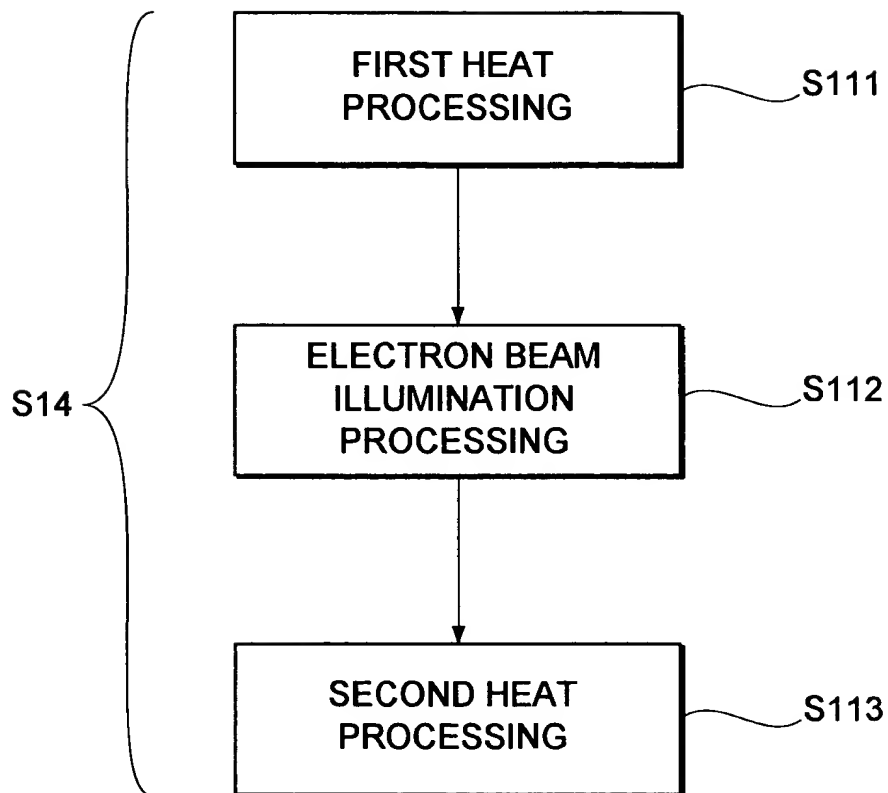 FIRST HEAT
PROCESSING
S111
ELECTRON BEAM
ILLUMINATION
PROCESSING
S112
S14
SECOND HEAT
PROCESSING
S113